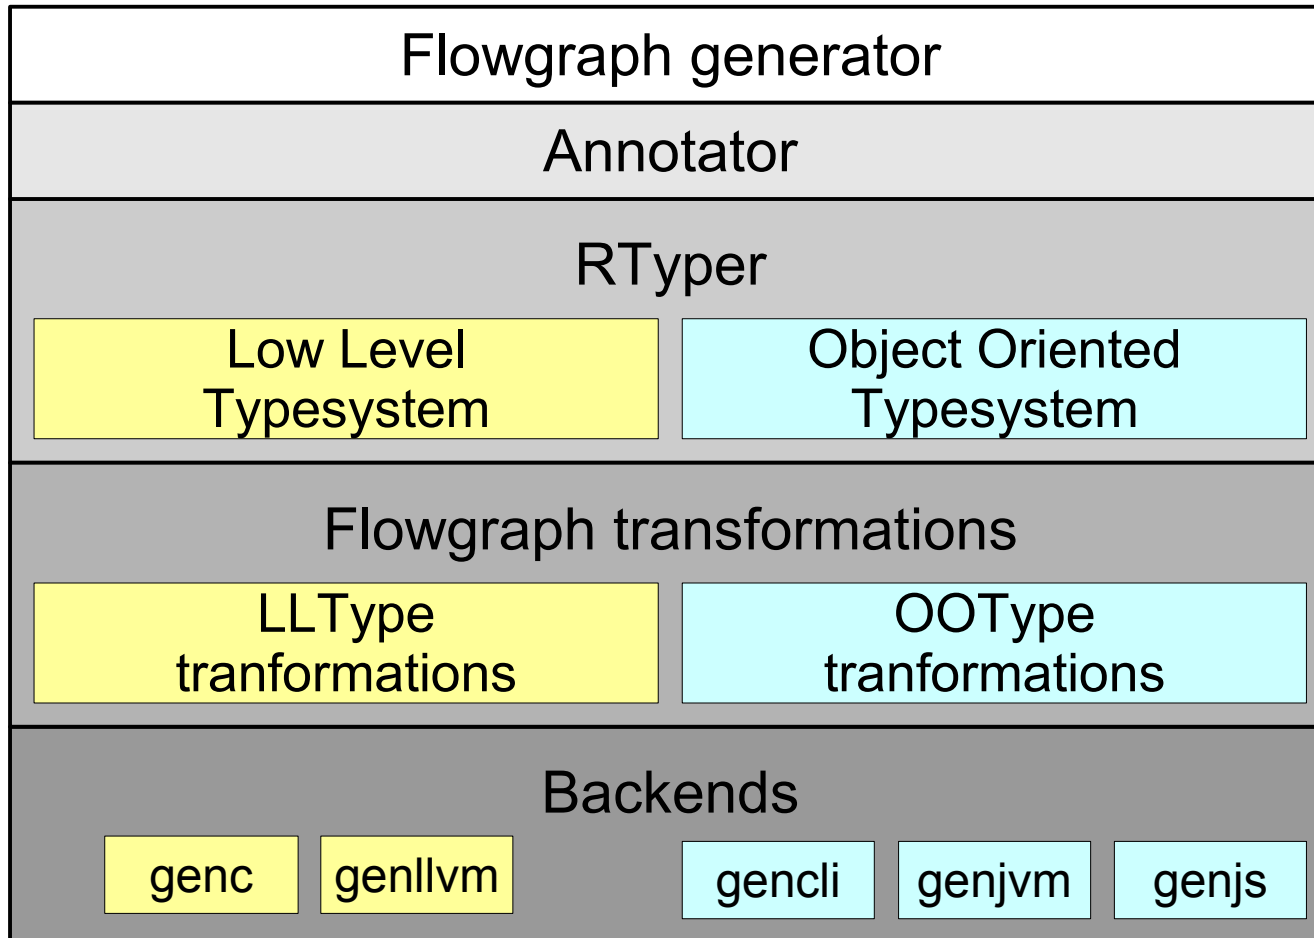 Flowgraph generator
Annotator
RTyper
Low Level
Typesystem
Object Oriented
Typesystem
Flowgraph transformations
LLType
tranformations
OOType
tranformations
Backends
genc
genllvm
gencli
genjvm
genjs